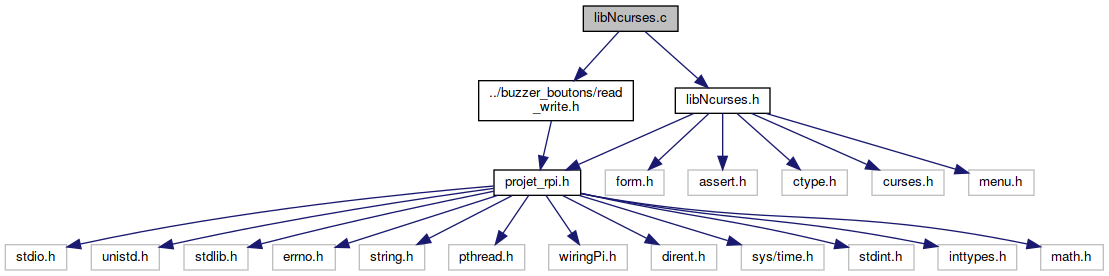 libNcurses.c
../buzzer_boutons/read
_write.h
libNcurses.h
projet_rpi.h
form.h
assert.h
ctype.h
curses.h
menu.h
stdio.h
unistd.h
stdlib.h
errno.h
string.h
pthread.h
wiringPi.h
dirent.h
sys/time.h
stdint.h
inttypes.h
math.h